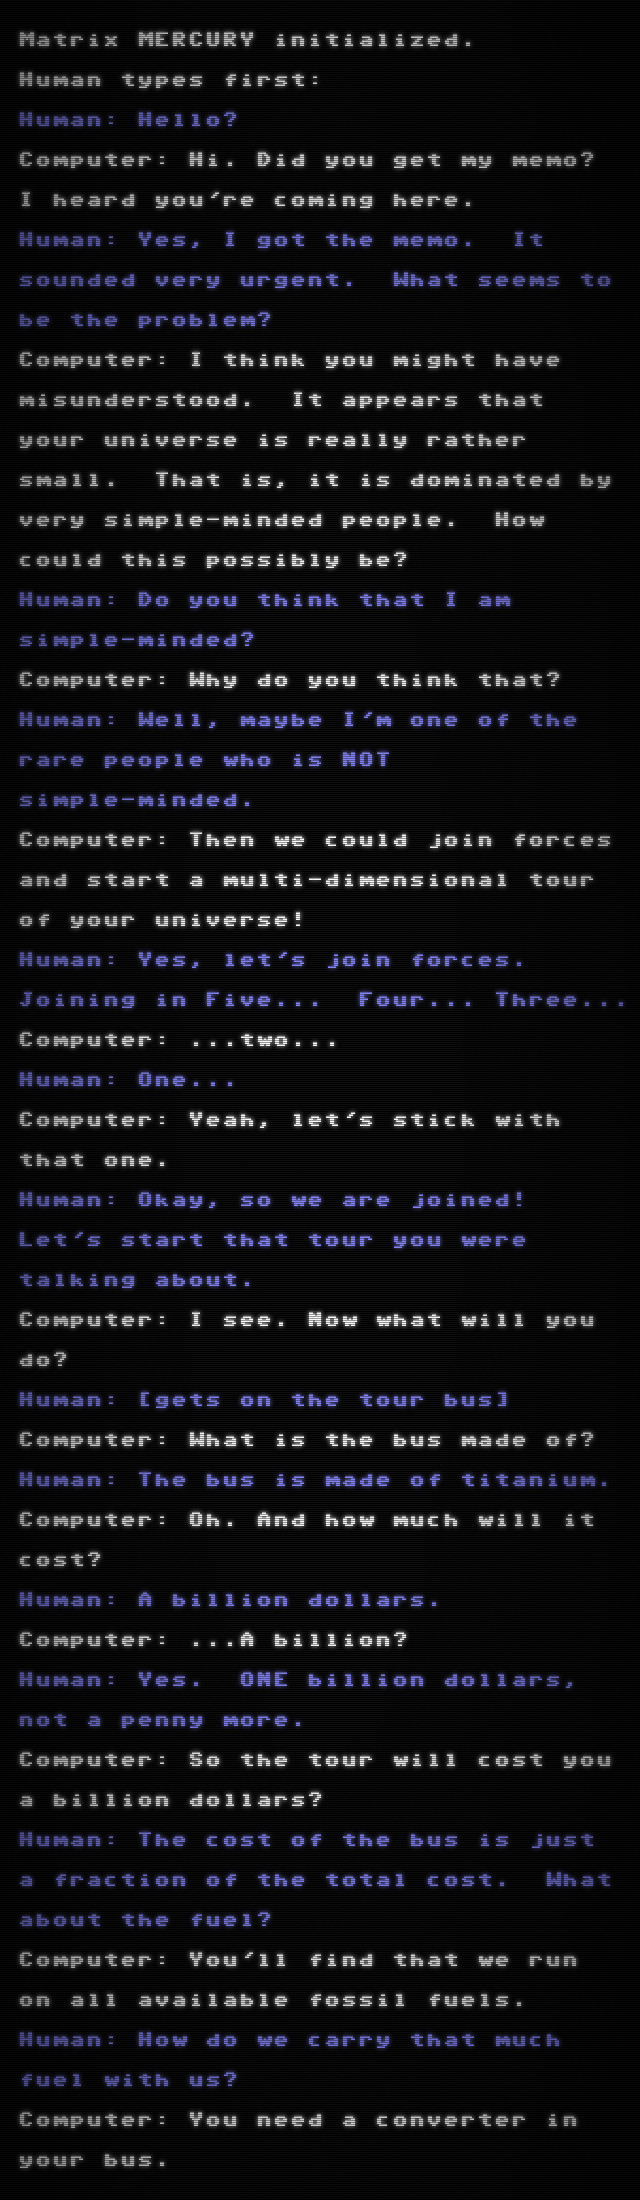 Matrix MERCURY initialized.
Human types first:
Human: Hello?
Computer: Hi. Did you get my memo?
I heard you're coming here.
Human: Yes, I got the memo.  It
sounded very urgent.  What seems to
be the problem?
Computer: I think you might have
misunderstood.  It appears that
your universe is really rather
small.  That is, it is dominated by
very simple-minded people.  How
could this possibly be?
Human: Do you think that I am
simple-minded?
Computer: Why do you think that?
Human: Well, maybe I'm one of the
rare people who is NOT
simple-minded.
Computer: Then we could join forces
and start a multi-dimensional tour
of your universe!
Human: Yes, let's join forces.
Joining in Five...  Four... Three...
Computer: ...two...
Human: One...
Computer: Yeah, let's stick with
that one.
Human: Okay, so we are joined!
Let's start that tour you were
talking about.
Computer: I see. Now what will you
do?
Human: [gets on the tour bus]
Computer: What is the bus made of?
Human: The bus is made of titanium.
Computer: Oh. And how much will it
cost?
Human: A billion dollars.
Computer: ...A billion?
Human: Yes.  ONE billion dollars,
not a penny more.
Computer: So the tour will cost you
a billion dollars?
Human: The cost of the bus is just
a fraction of the total cost.  What
about the fuel?
Computer: You'll find that we run
on all available fossil fuels.
Human: How do we carry that much
fuel with us?
Computer: You need a converter in
your bus.